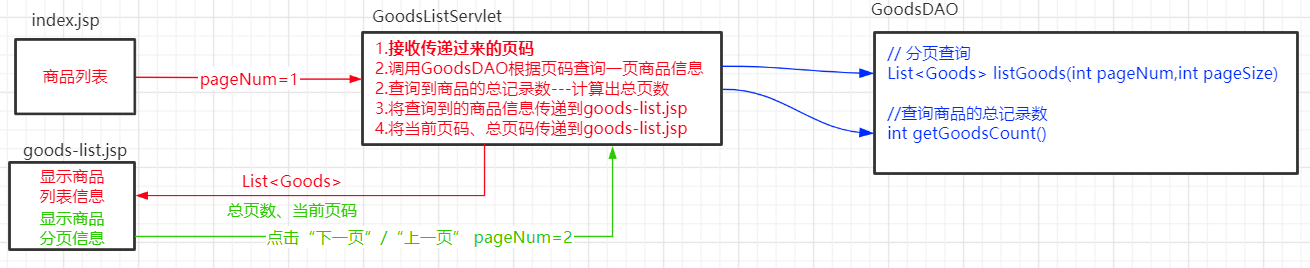 index.jsp
商品列表
pageNum=1
GoodsListServlet
1.接收传递过来的页码
2.调用GoodsDAO根据页码查询一页商品信息
2.查询到商品的总记录数---计算出总页数
3.将查询到的商品信息传递到goods-list.jsp
4.将当前页码、总页码传递到goods-list.jsp
GoodsDAO
// 分页查询
List<Goods> listGoods(int pageNum,int pageSize)
//查询商品的总记录数
int getGoodsCount()
goods-list.jsp
显示商品
列表信息
显示商品
分页信息
List<Goods>
总页数、当前页码
点击“下一页”/“上一页“ pageNum=2